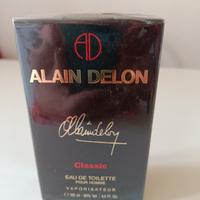 AD
ALAIN DELON
Alain Delon
Classic
EAU DE TOILETTE
POUR HOMME
VAPORISATEUR